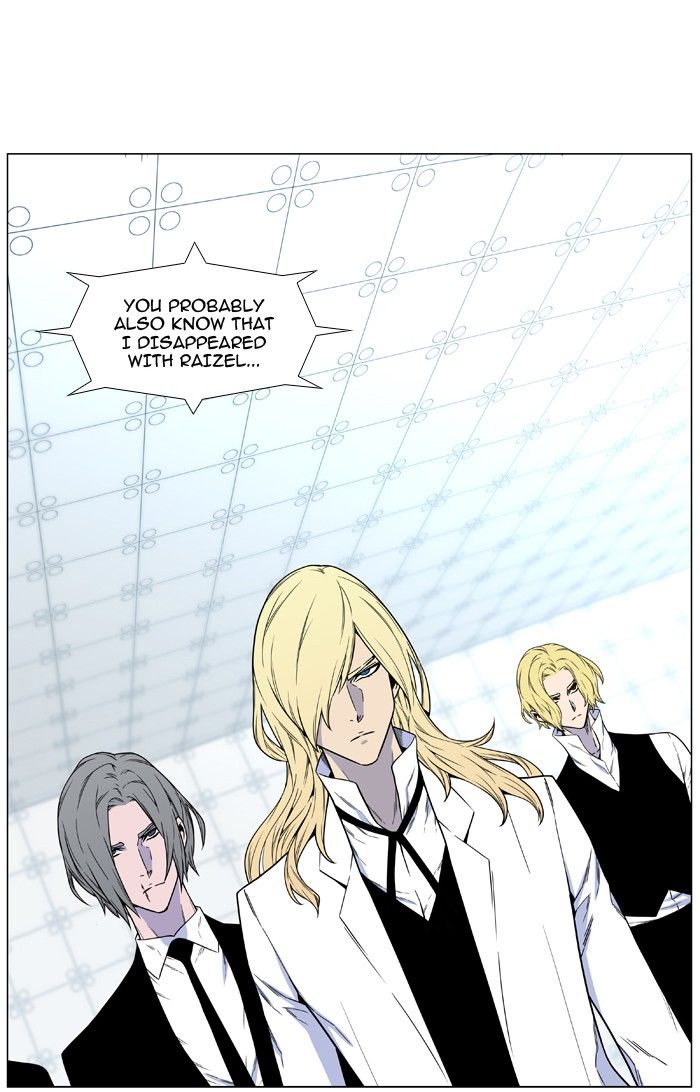 YOU PROBABLY
ALSO KNOW THAT
I DISAPPEARED
WITH RAIZEL...